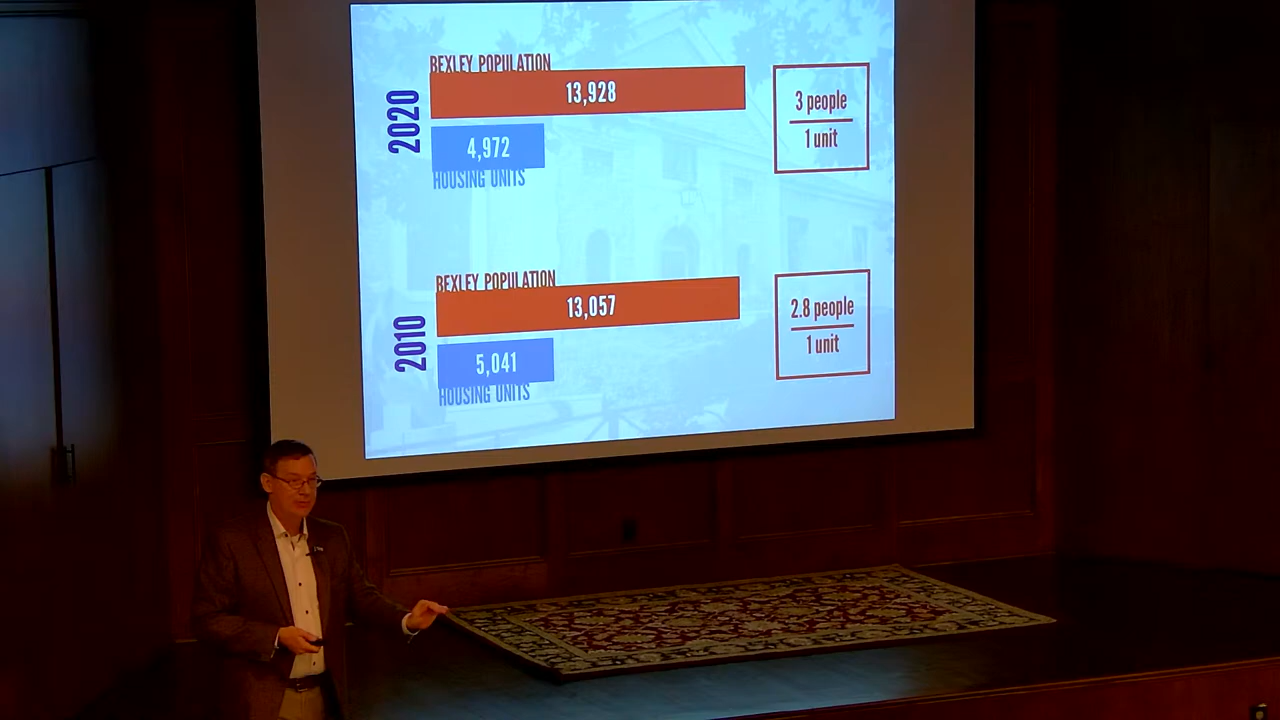 BEXLEY POPULATION
2020
13,928
4,972
HOUSING UNITS
3 people
1 unit
BEXLEY POPULATION
2010
13,057
5,041
HOUSING UNITS
2.8 people
1 unit